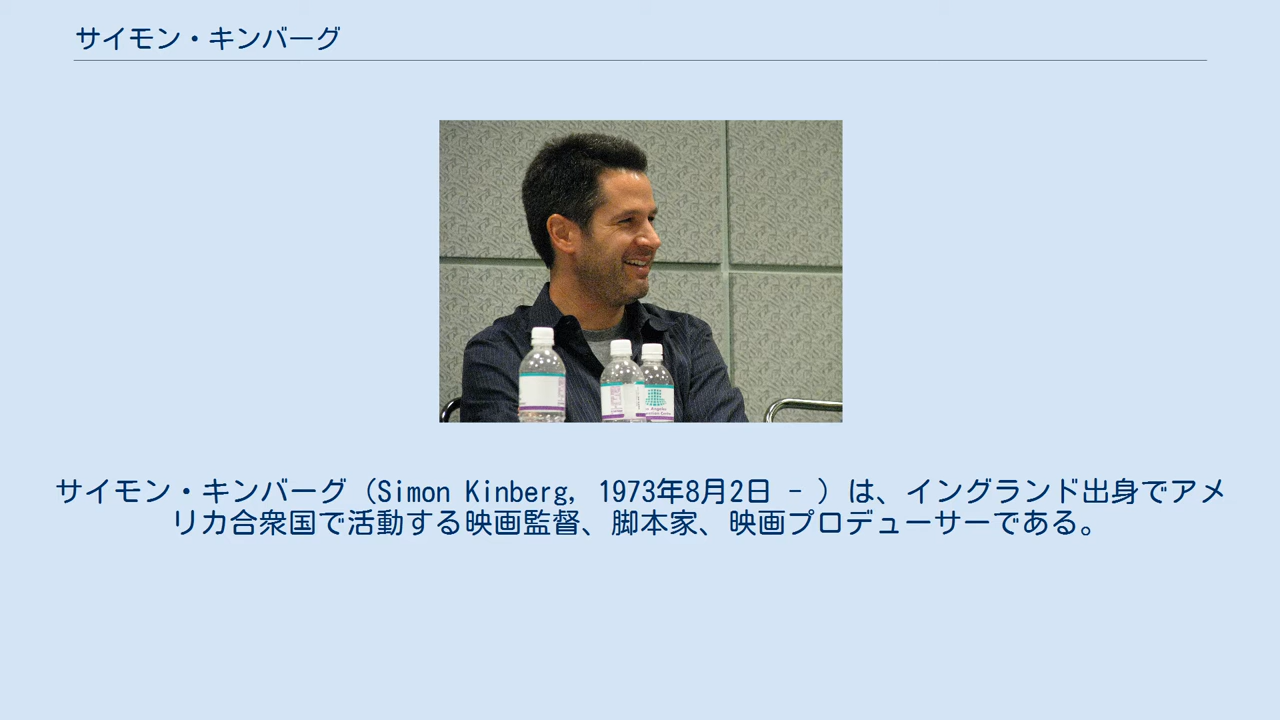 サイモン・キンバーグ
サイモン・キンバーグ（Simon Kinberg, 1973年8月2日 - ）は、イングランド出身でアメ
リカ合衆国で活動する映画監督、脚本家、映画プロデューサーである。